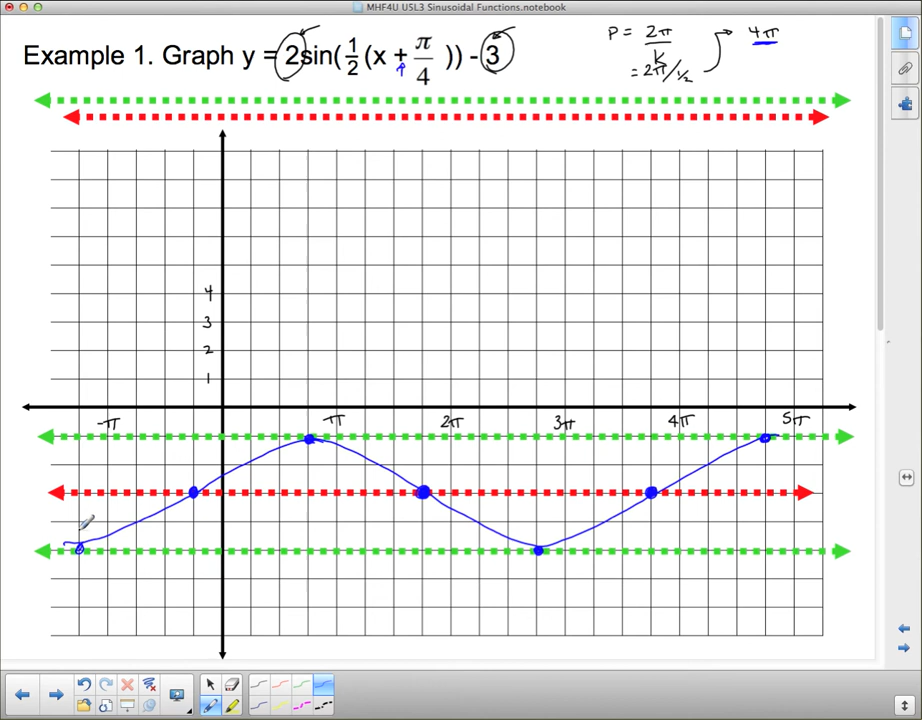 MHF4U U5L3 Sinusoidal Functions.notebook
Example 1. Graph y = 2sin(½(x + π/4)) - 3
P = 2π/k
= 2π/½
4π
4
3
2
1
-π π 2π 3π 4π 5π